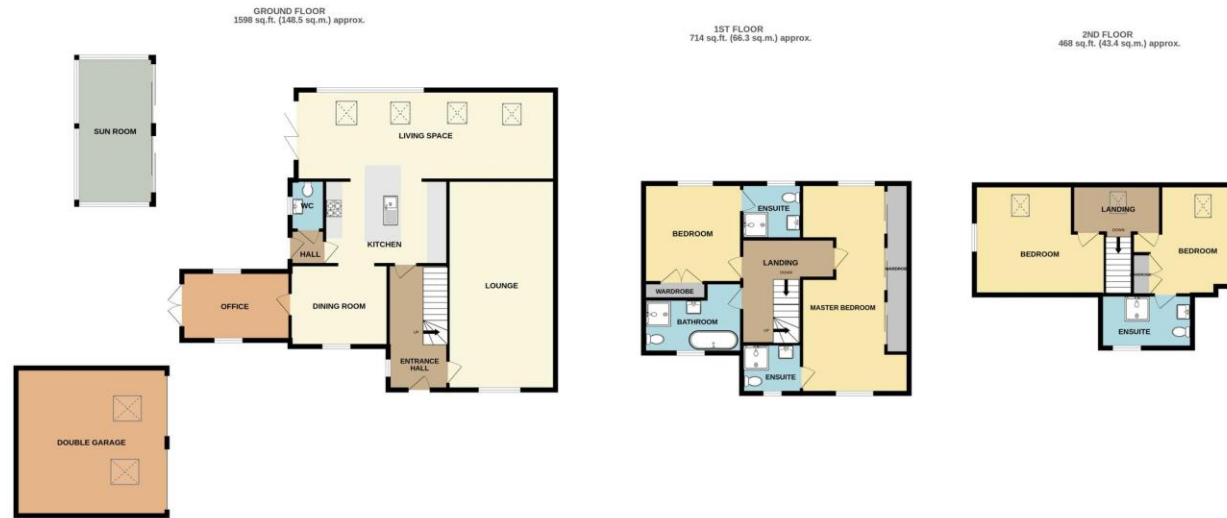 GROUND FLOOR
1598 sq.ft. (148.5 sq.m.) approx.
SUN ROOM
LIVING SPACE
WC
HALL
KITCHEN
OFFICE
DINING ROOM
LOUNGE
UP
ENTRANCE
HALL
DOUBLE GARAGE
1ST FLOOR
714 sq.ft. (66.3 sq.m.) approx.
BEDROOM
ENSUITE
LANDING
DOWN
WARDROBE
WARDROBE
MASTER BEDROOM
BATHROOM
UP
ENSUITE
2ND FLOOR
468 sq.ft. (43.4 sq.m.) approx.
LANDING
DOWN
BEDROOM
BEDROOM
ENSUITE